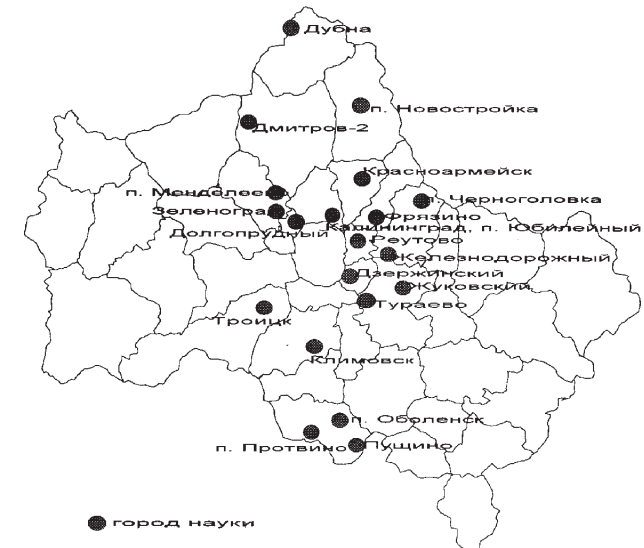 Дубна
п. Новостройка
Дмитров-2
Красноармейск
п. Менделеево
п. Черноголовка
Зеленоград
Фрязино
Долгопрудный
Калининград, п. Юбилейный
Реутово
Железнодорожный
Дзержинский
Жуковский
Тураево
Троицк
Климовск
п. Оболенск
п. Протвино
Пущино
город науки